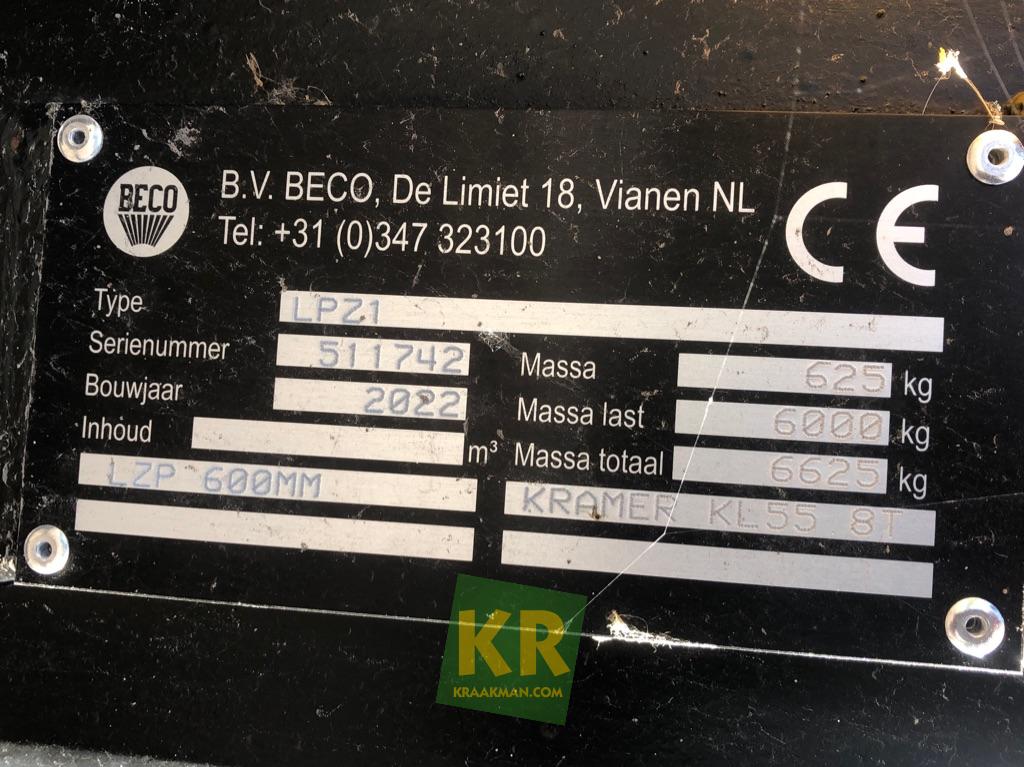 BECO
B.V. BECO, De Limiet 18, Vianen NL
Tel: +31 (0)347 323100
CE
Type LPZ1
Serienummer 511742
Massa 625 kg
Bouwjaar 2022
Massa last 6000 kg
Inhoud m³
Massa totaal 6625 kg
LZP 600MM
KRAMER KL55 8T
KR
KRAAKMAN.COM